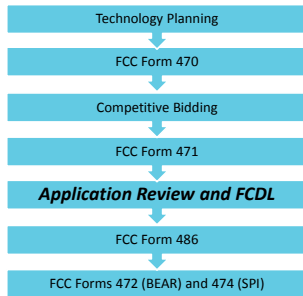 Technology Planning
FCC Form 470
Competitive Bidding
FCC Form 471
Application Review and FCDL
FCC Form 486
FCC Forms 472 (BEAR) and 474 (SPI)